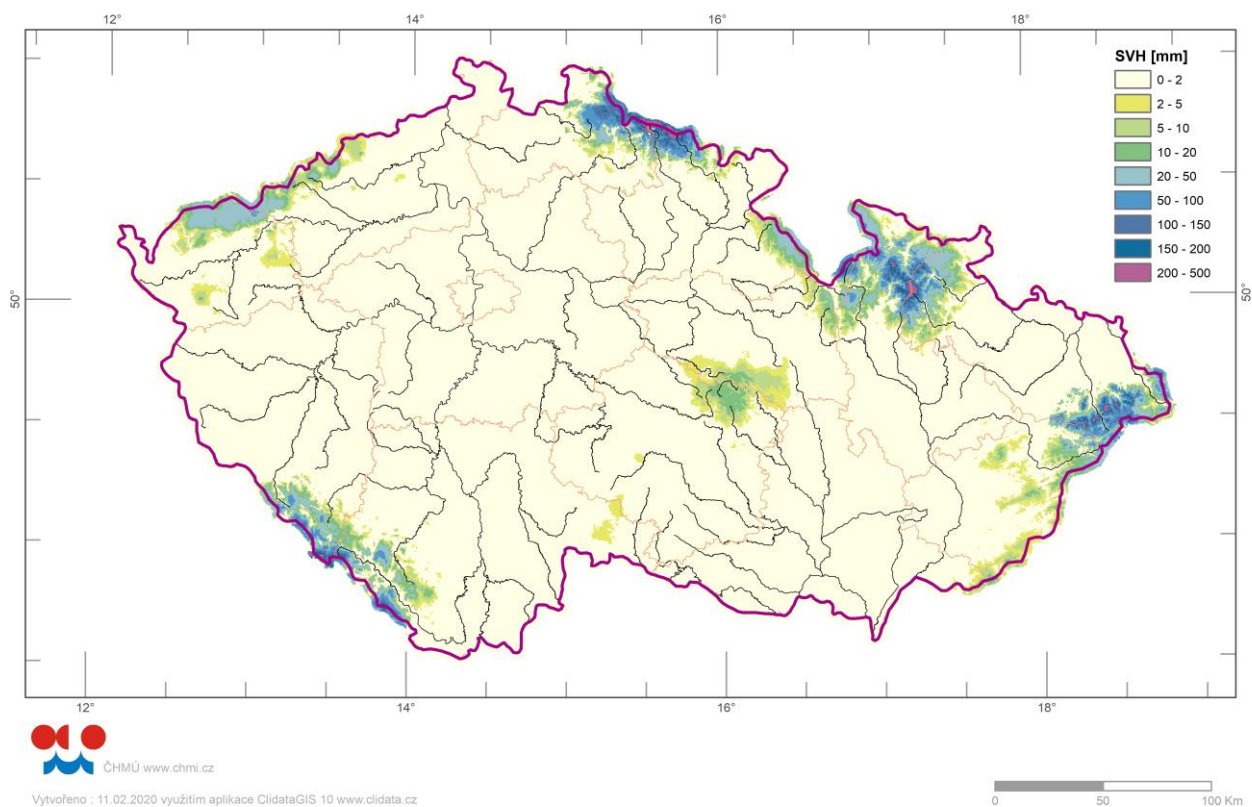 12° 14° 16° 18°
SVH [mm]
0 - 2
2 - 5
5 - 10
10 - 20
20 - 50
50 - 100
100 - 150
150 - 200
200 - 500
50° 50°
12° 14° 16° 18°
ČHMÚ www.chmi.cz
Vytvořeno : 11.02.2020 využitím aplikace ClidataGIS 10 www.clidata.cz
0 50 100 Km